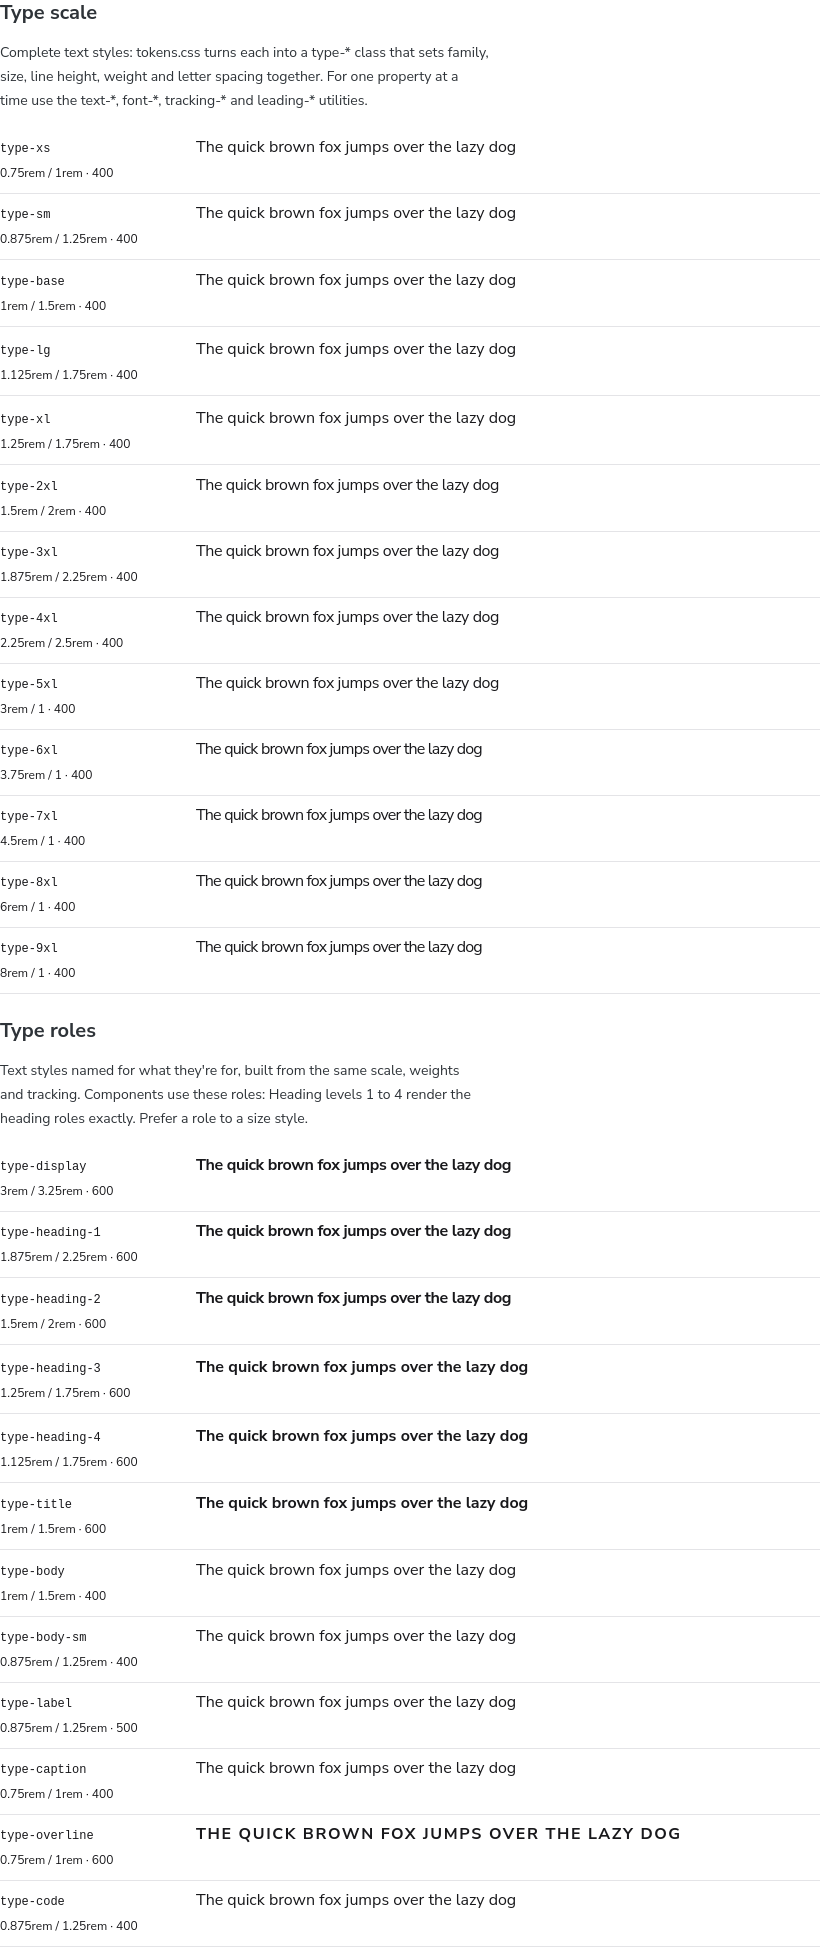 Type scale
Complete text styles: tokens.css turns each into a type-* class that sets family,
size, line height, weight and letter spacing together. For one property at a
time use the text-*, font-*, tracking-* and leading-* utilities.
type-xs The quick brown fox jumps over the lazy dog
0.75rem / 1rem · 400
type-sm The quick brown fox jumps over the lazy dog
0.875rem / 1.25rem · 400
type-base The quick brown fox jumps over the lazy dog
1rem / 1.5rem · 400
type-lg The quick brown fox jumps over the lazy dog
1.125rem / 1.75rem · 400
type-xl The quick brown fox jumps over the lazy dog
1.25rem / 1.75rem · 400
type-2xl The quick brown fox jumps over the lazy dog
1.5rem / 2rem · 400
type-3xl The quick brown fox jumps over the lazy dog
1.875rem / 2.25rem · 400
type-4xl The quick brown fox jumps over the lazy dog
2.25rem / 2.5rem · 400
type-5xl The quick brown fox jumps over the lazy dog
3rem / 1 · 400
type-6xl The quick brown fox jumps over the lazy dog
3.75rem / 1 · 400
type-7xl The quick brown fox jumps over the lazy dog
4.5rem / 1 · 400
type-8xl The quick brown fox jumps over the lazy dog
6rem / 1 · 400
type-9xl The quick brown fox jumps over the lazy dog
8rem / 1 · 400
Type roles
Text styles named for what they're for, built from the same scale, weights
and tracking. Components use these roles: Heading levels 1 to 4 render the
heading roles exactly. Prefer a role to a size style.
type-display The quick brown fox jumps over the lazy dog
3rem / 3.25rem · 600
type-heading-1 The quick brown fox jumps over the lazy dog
1.875rem / 2.25rem · 600
type-heading-2 The quick brown fox jumps over the lazy dog
1.5rem / 2rem · 600
type-heading-3 The quick brown fox jumps over the lazy dog
1.25rem / 1.75rem · 600
type-heading-4 The quick brown fox jumps over the lazy dog
1.125rem / 1.75rem · 600
type-title The quick brown fox jumps over the lazy dog
1rem / 1.5rem · 600
type-body The quick brown fox jumps over the lazy dog
1rem / 1.5rem · 400
type-body-sm The quick brown fox jumps over the lazy dog
0.875rem / 1.25rem · 400
type-label The quick brown fox jumps over the lazy dog
0.875rem / 1.25rem · 500
type-caption The quick brown fox jumps over the lazy dog
0.75rem / 1rem · 400
type-overline THE QUICK BROWN FOX JUMPS OVER THE LAZY DOG
0.75rem / 1rem · 600
type-code The quick brown fox jumps over the lazy dog
0.875rem / 1.25rem · 400